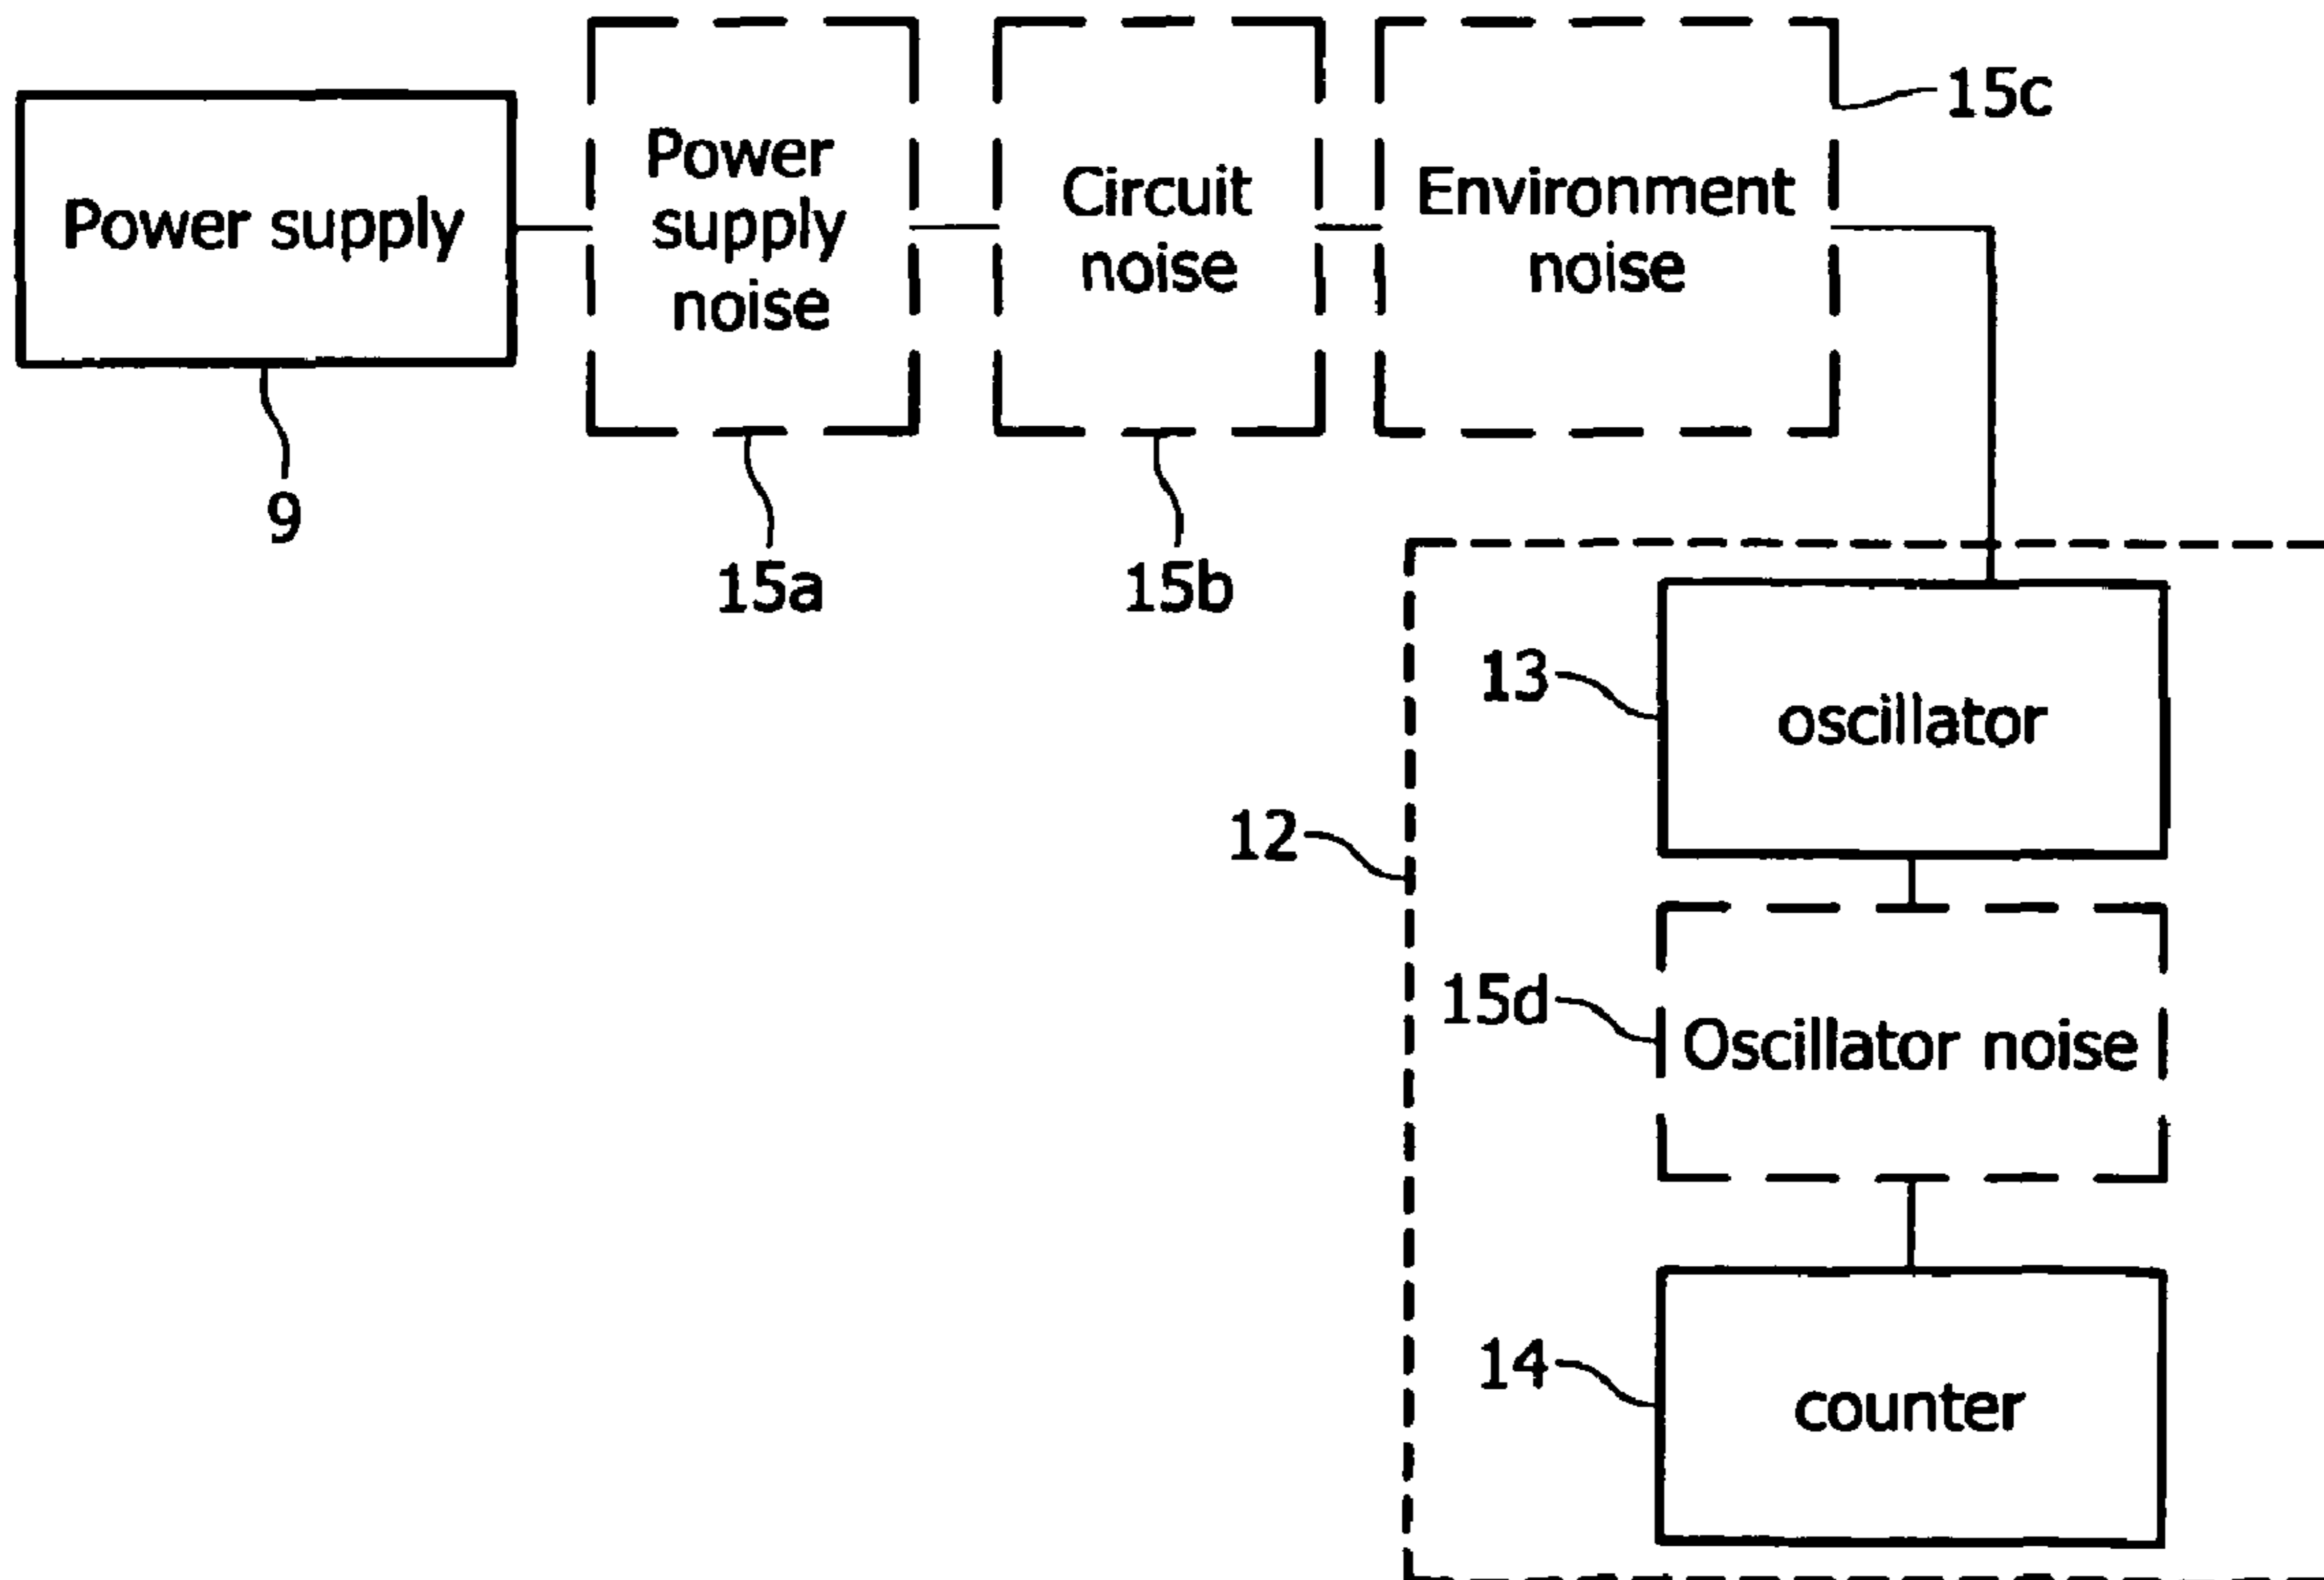 Power supply
9
Power
supply
noise
15a
Circuit
noise
15b
Environment
noise
15c
12
13
oscillator
15d
Oscillator noise
14
counter